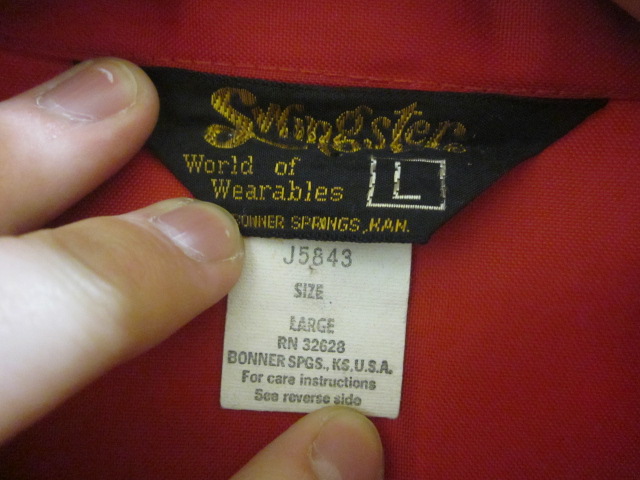 Swingster
World of
Wearables
L
BONNER SPRINGS, KAN.
J5843
SIZE
LARGE
RN 32628
BONNER SPGS., KS, U.S.A.
For care instructions
See reverse side